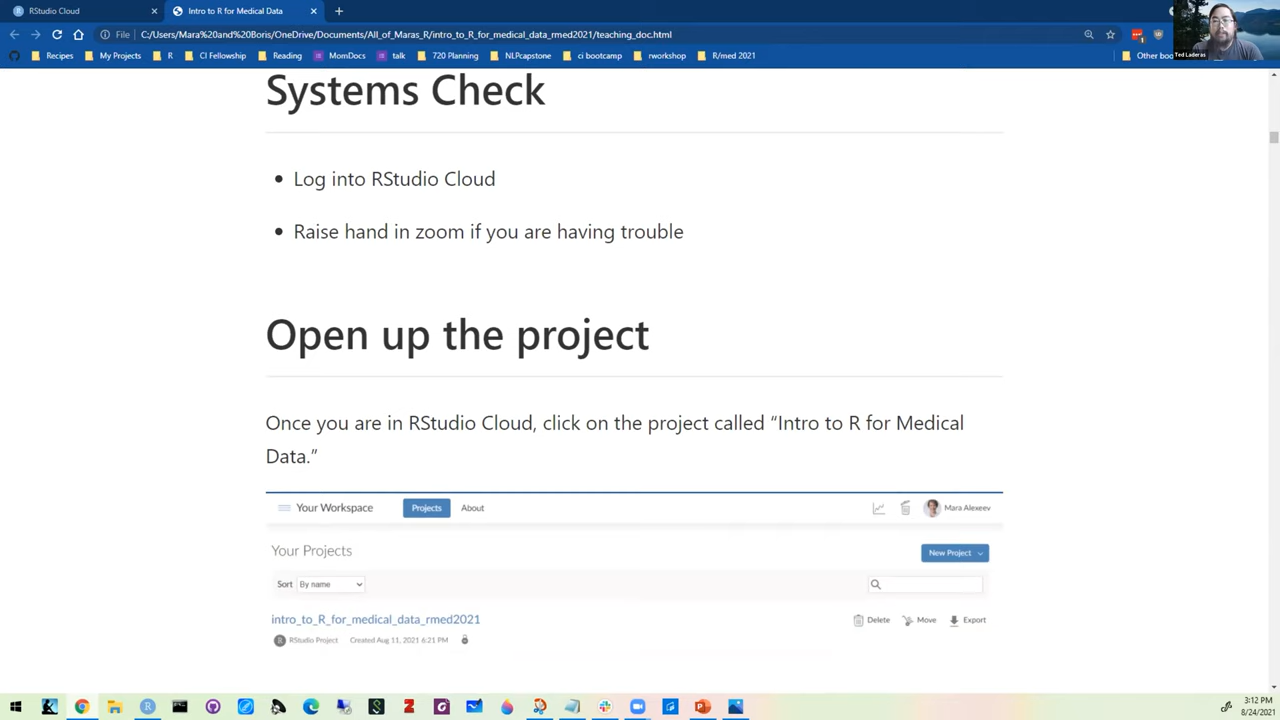 RStudio Cloud
Intro to R for Medical Data
File
C:/Users/Mara%20and%20Boris/OneDrive/Documents/All_of_Maras_R/intro_to_R_for_medical_data_rmed2021/teaching_doc.html
Recipes
My Projects
R
CI Fellowship
Reading
MomDocs
talk
720 Planning
NLPcapstone
ci bootcamp
rworkshop
R/med 2021
Other boo
Ted Laderas
Systems Check
Log into RStudio Cloud
Raise hand in zoom if you are having trouble
Open up the project
Once you are in RStudio Cloud, click on the project called “Intro to R for Medical
Data.”
Your Workspace
Projects
About
Mara Alexeev
Your Projects
New Project
Sort
By name
intro_to_R_for_medical_data_rmed2021
Delete
Move
Export
R
RStudio Project
Created Aug 11, 2021 6:21 PM
3:12 PM
8/24/2021